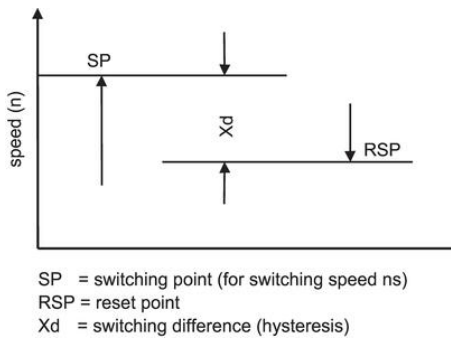 SP
speed (n)
Xd
RSP
SP = switching point (for switching speed ns)
RSP = reset point
Xd = switching difference (hysteresis)